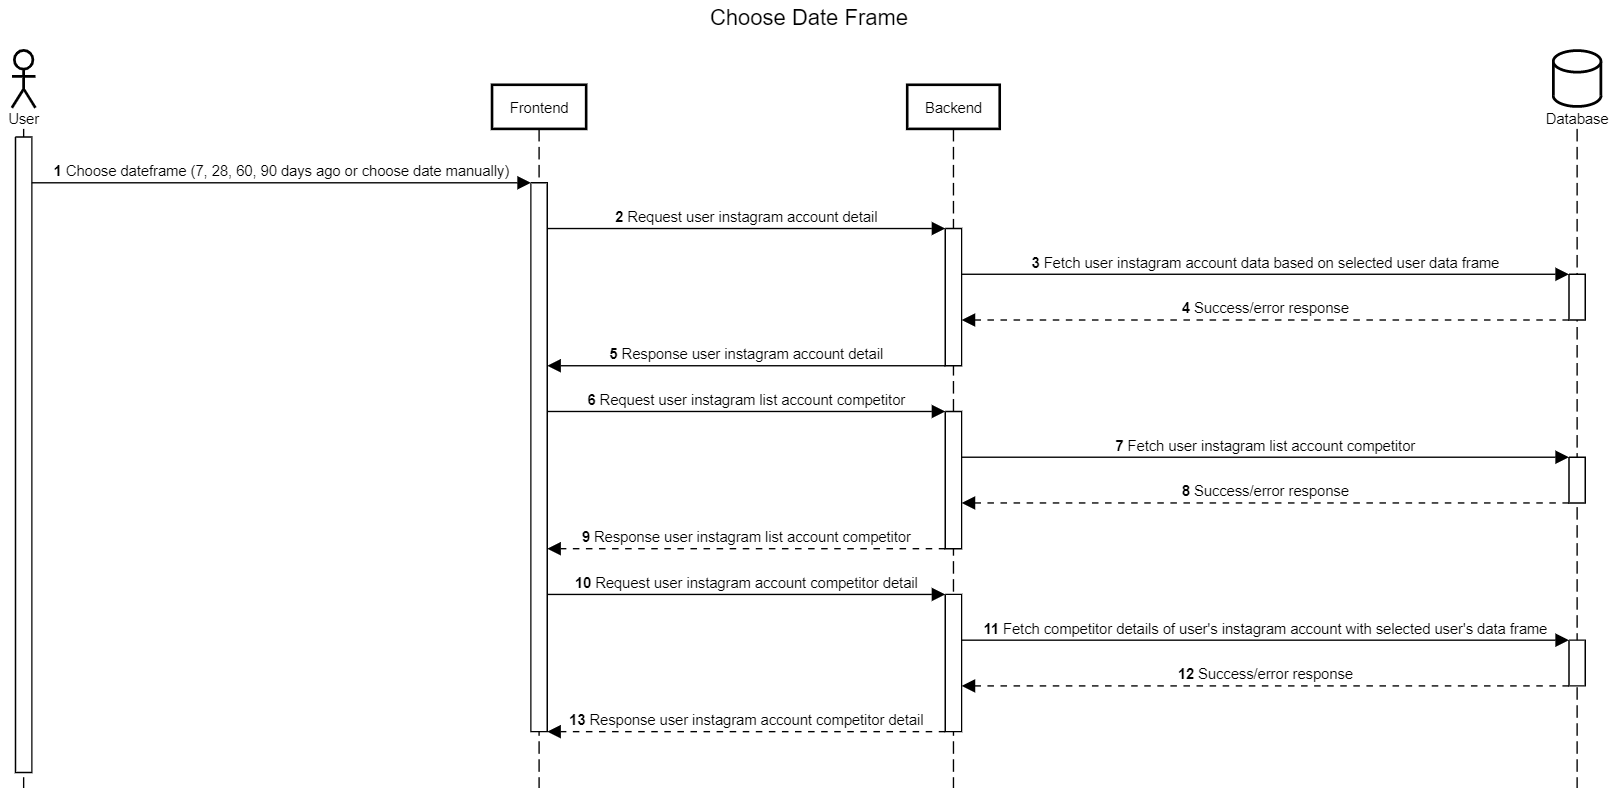 Choose Date Frame
User
Frontend
Backend
Database
1 Choose dateframe (7, 28, 60, 90 days ago or choose date manually)
2 Request user instagram account detail
3 Fetch user instagram account data based on selected user data frame
4 Success/error response
5 Response user instagram account detail
6 Request user instagram list account competitor
7 Fetch user instagram list account competitor
8 Success/error response
9 Response user instagram list account competitor
10 Request user instagram account competitor detail
11 Fetch competitor details of user's instagram account with selected user's data frame
12 Success/error response
13 Response user instagram account competitor detail